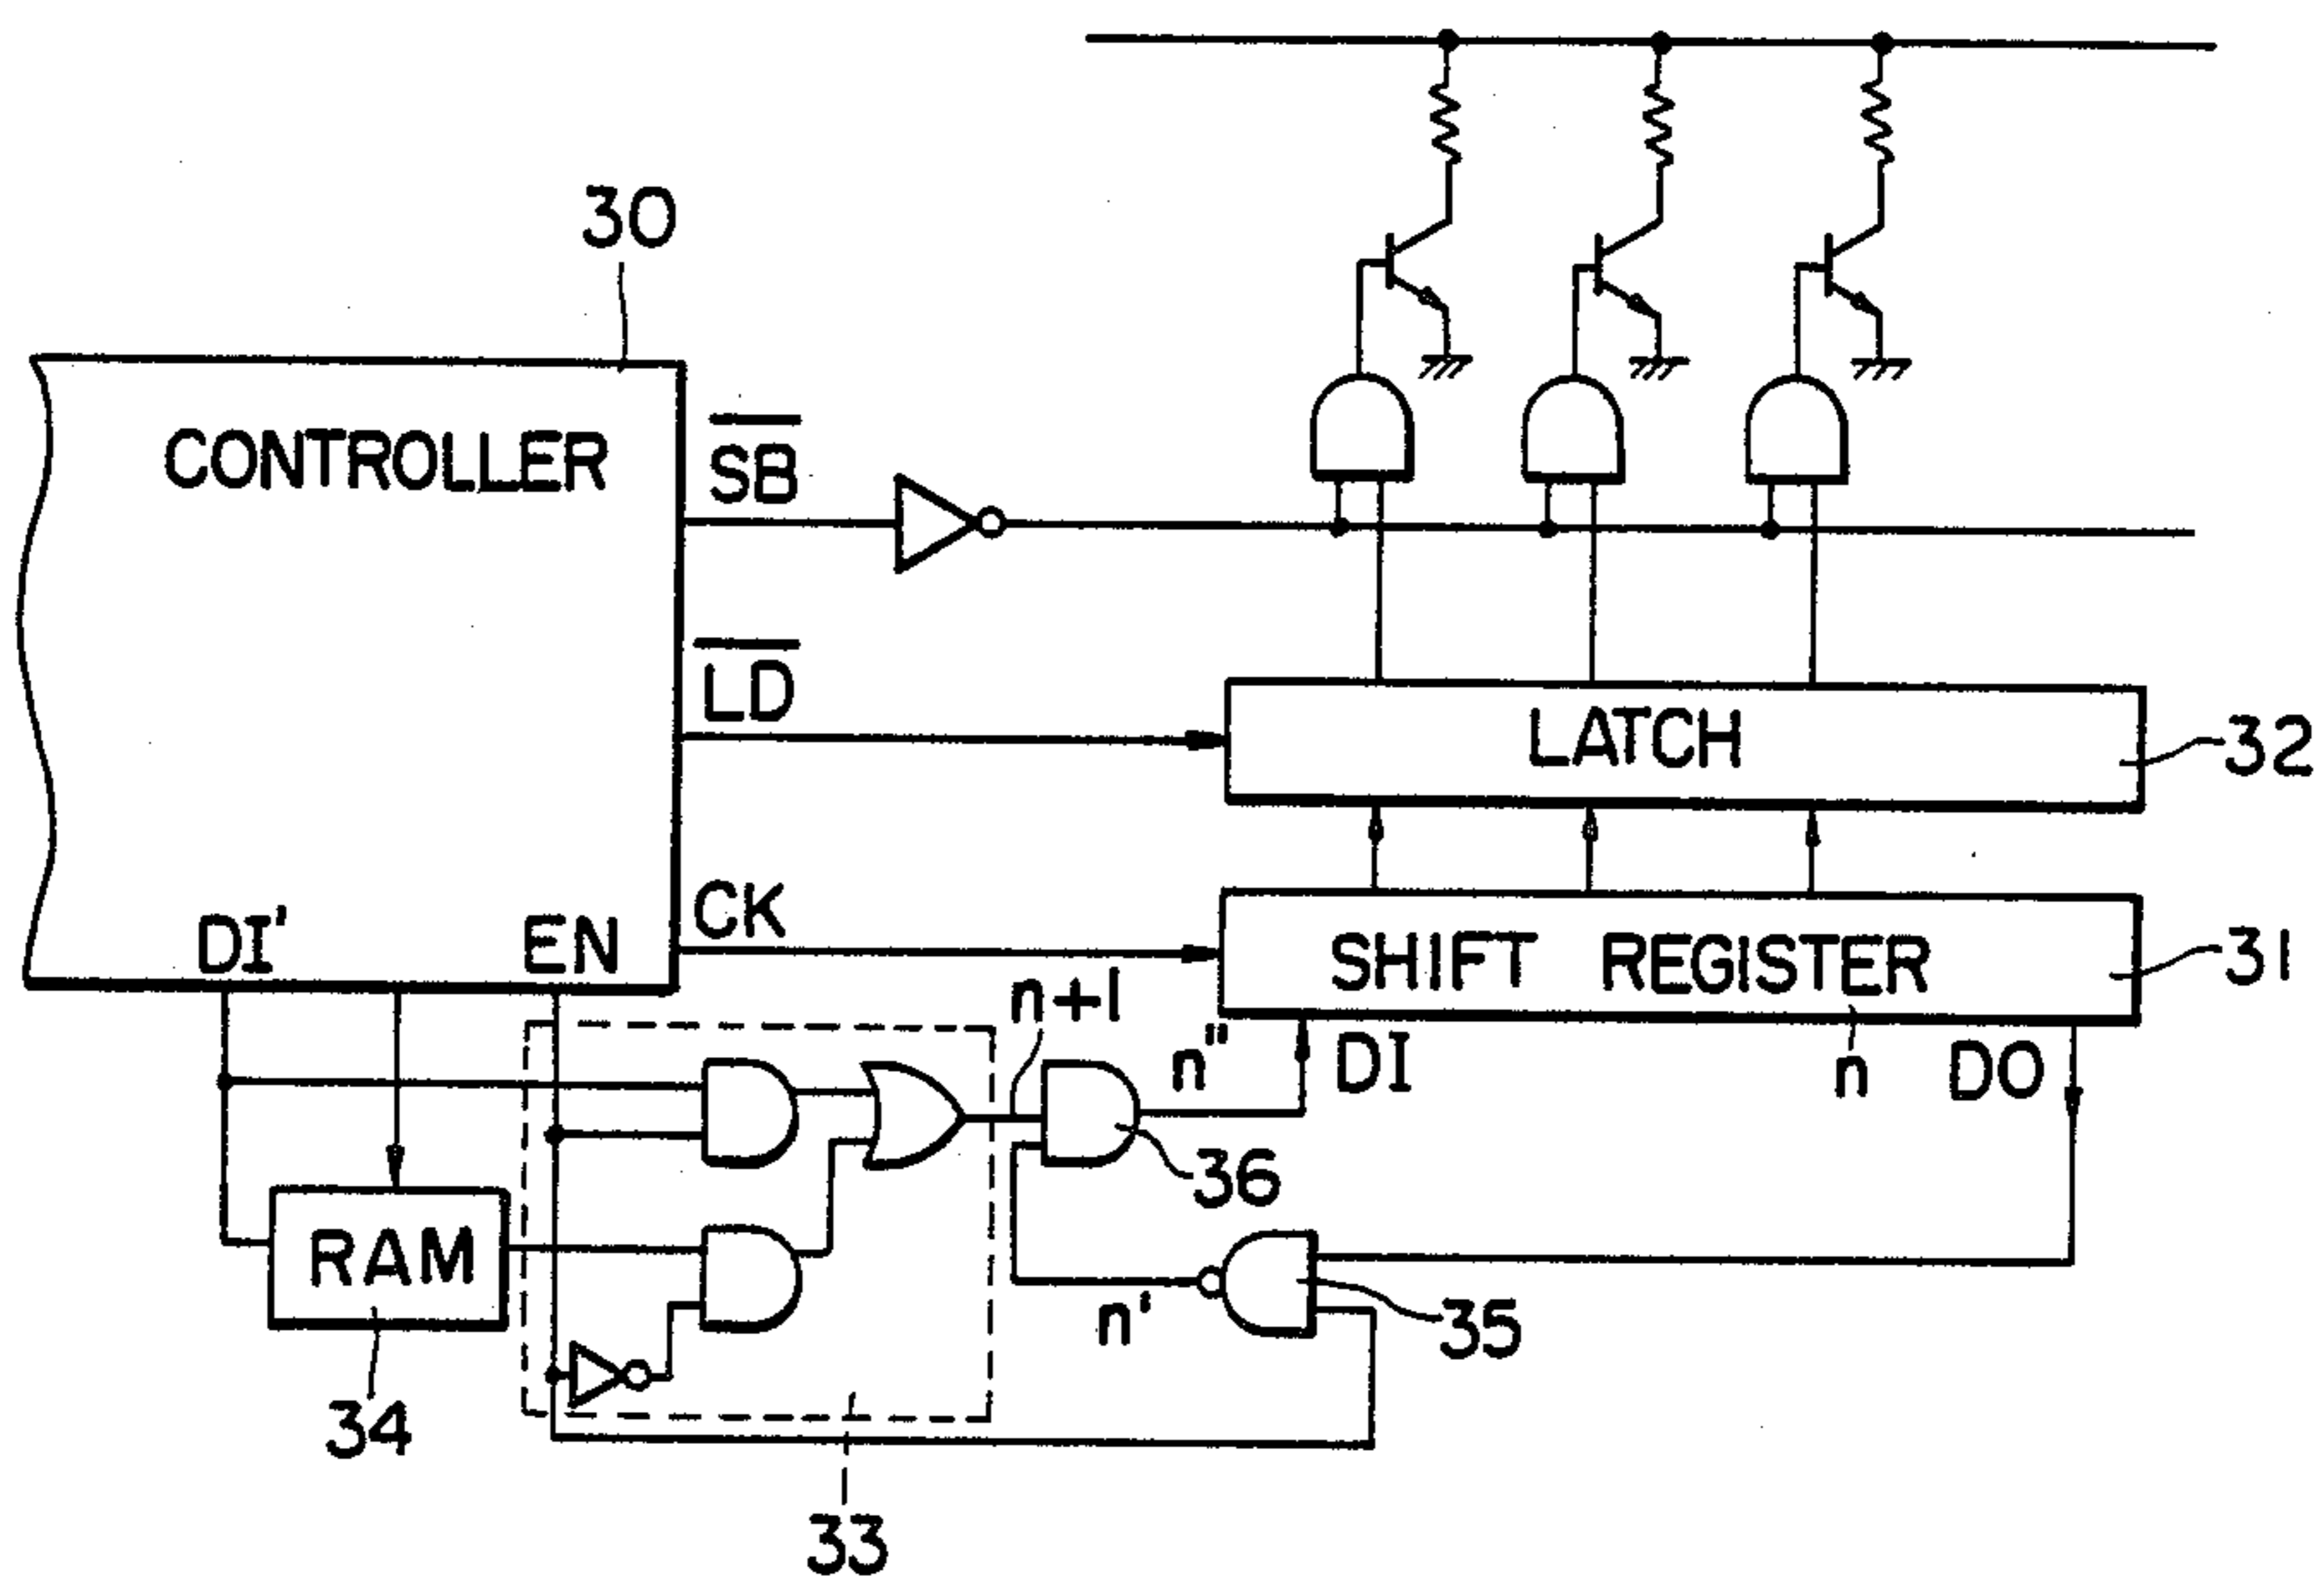 30
CONTROLLER
SB
LD
LATCH
32
CK
DI'
EN
SHIFT REGISTER
31
n+1
n"
DI
n
DO
36
RAM
n'
35
34
33